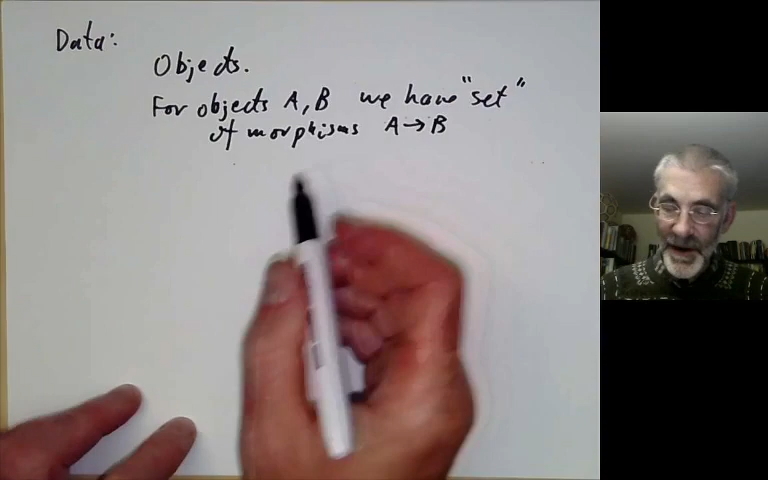 Data:
Objects.
For objects A, B we have "set"
of morphisms A → B